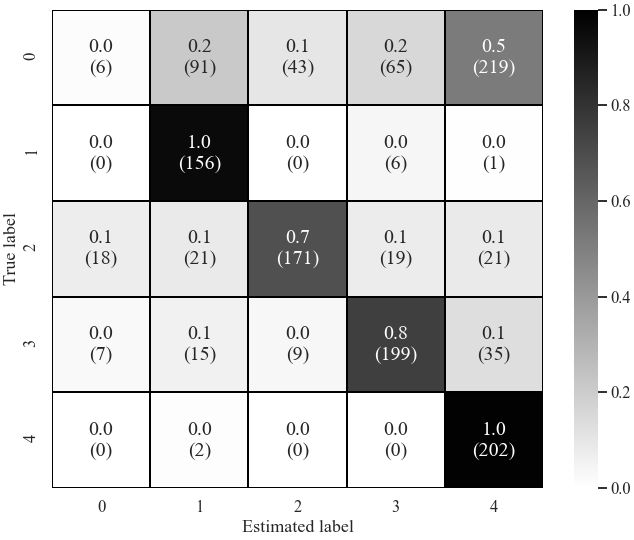 0.0 0.2 0.1 0.2 0.5
0 (6) (91) (43) (65) (219)
0.0 1.0 0.0 0.0 0.0
1 (0) (156) (0) (6) (1)
0.1 0.1 0.7 0.1 0.1
2 (18) (21) (171) (19) (21)
0.0 0.1 0.0 0.8 0.1
3 (7) (15) (9) (199) (35)
0.0 0.0 0.0 0.0 1.0
4 (0) (2) (0) (0) (202)
0 1 2 3 4
Estimated label
True label
1.0
0.8
0.6
0.4
0.2
0.0